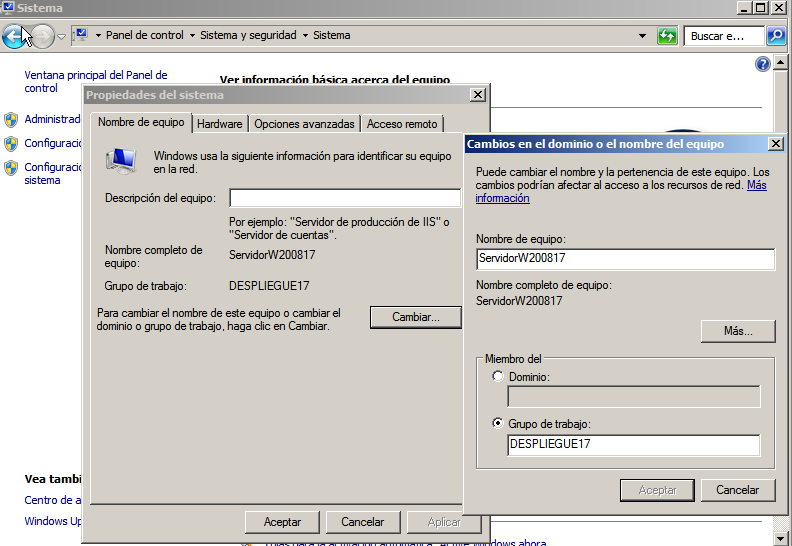 Sistema
Panel de control
Sistema y seguridad
Sistema
Buscar e...
Ventana principal del Panel de
control
Ver información básica acerca del equipo
Configuració
sistema
Vea tambi
Centro de a
Windows Up
Propiedades del sistema
Nombre de equipo
Hardware
Opciones avanzadas
Acceso remoto
Windows usa la siguiente información para identificar su equipo
en la red.
Descripción del equipo:
Por ejemplo: "Servidor de producción de IIS" o
"Servidor de cuentas".
Nombre completo de
equipo:
ServidorW200817
Grupo de trabajo:
DESPLIEGUE17
Para cambiar el nombre de este equipo o cambiar el
dominio o grupo de trabajo, haga clic en Cambiar.
Cambiar...
Aceptar
Cancelar
Aplicar
Cambios en el dominio o el nombre del equipo
Puede cambiar el nombre y la pertenencia de este equipo. Los
cambios podrían afectar al acceso a los recursos de red. Más
información
Nombre de equipo:
ServidorW200817
Nombre completo de equipo:
ServidorW200817
Más...
Miembro del
Dominio:
Grupo de trabajo:
DESPLIEGUE17
Aceptar
Cancelar